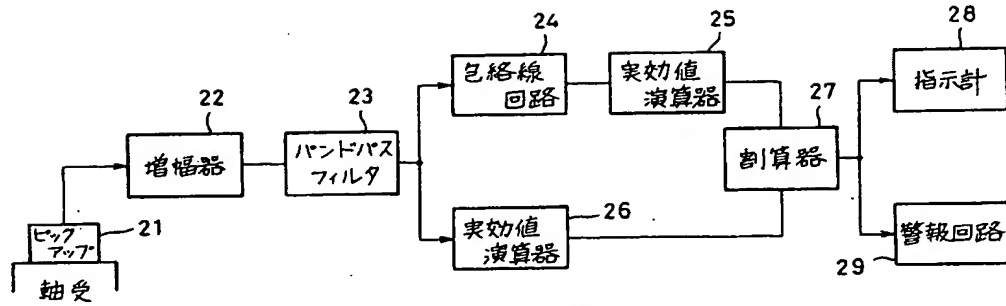 24
包絡線
回路
25
実効値
演算器
28
指示計
22
増幅器
23
バンドパス
フィルタ
27
割算器
ピック
アップ
21
軸受
26
実効値
演算器
警報回路
29